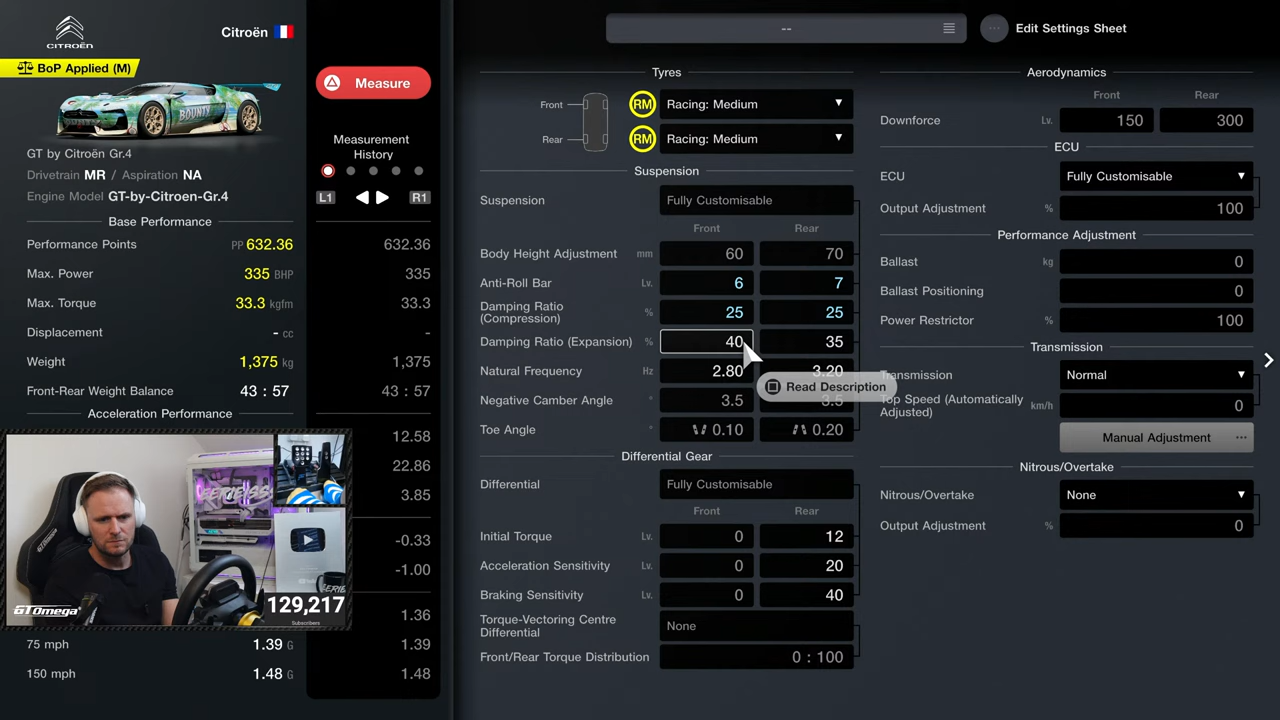 CITROËN
Citroën
BoP Applied (M)
BOUNTY
GT by Citroën Gr.4
Drivetrain MR / Aspiration NA
Engine Model GT-by-Citroen-Gr.4
Base Performance
Performance Points PP 632.36
Max. Power 335 BHP
Max. Torque 33.3 kgfm
Displacement - cc
Weight 1,375 kg
Front-Rear Weight Balance 43 : 57
Acceleration Performance
75 mph 1.39 G
150 mph 1.48 G
GTOmega
129,217
Subscribers
Measure
Measurement
History
L1 R1
632.36
335
33.3
-
1,375
43 : 57
12.58
22.86
3.85
-0.33
-1.00
1.36
1.39
1.48
--
Edit Settings Sheet
Tyres
Front RM Racing: Medium
Rear RM Racing: Medium
Suspension
Suspension Fully Customisable
Front Rear
Body Height Adjustment mm 60 70
Anti-Roll Bar Lv. 6 7
Damping Ratio
(Compression) % 25 25
Damping Ratio (Expansion) % 40 35
Natural Frequency Hz 2.80 3.20
Read Description
Negative Camber Angle ° 3.5 3.5
Toe Angle ° 0.10 0.20
Differential Gear
Differential Fully Customisable
Front Rear
Initial Torque Lv. 0 12
Acceleration Sensitivity Lv. 0 20
Braking Sensitivity Lv. 0 40
Torque-Vectoring Centre
Differential None
Front/Rear Torque Distribution 0 : 100
Aerodynamics
Front Rear
Downforce Lv. 150 300
ECU
ECU Fully Customisable
Output Adjustment % 100
Performance Adjustment
Ballast kg 0
Ballast Positioning 0
Power Restrictor % 100
Transmission
Transmission Normal
Top Speed (Automatically
Adjusted) km/h 0
Manual Adjustment
Nitrous/Overtake
Nitrous/Overtake None
Output Adjustment % 0